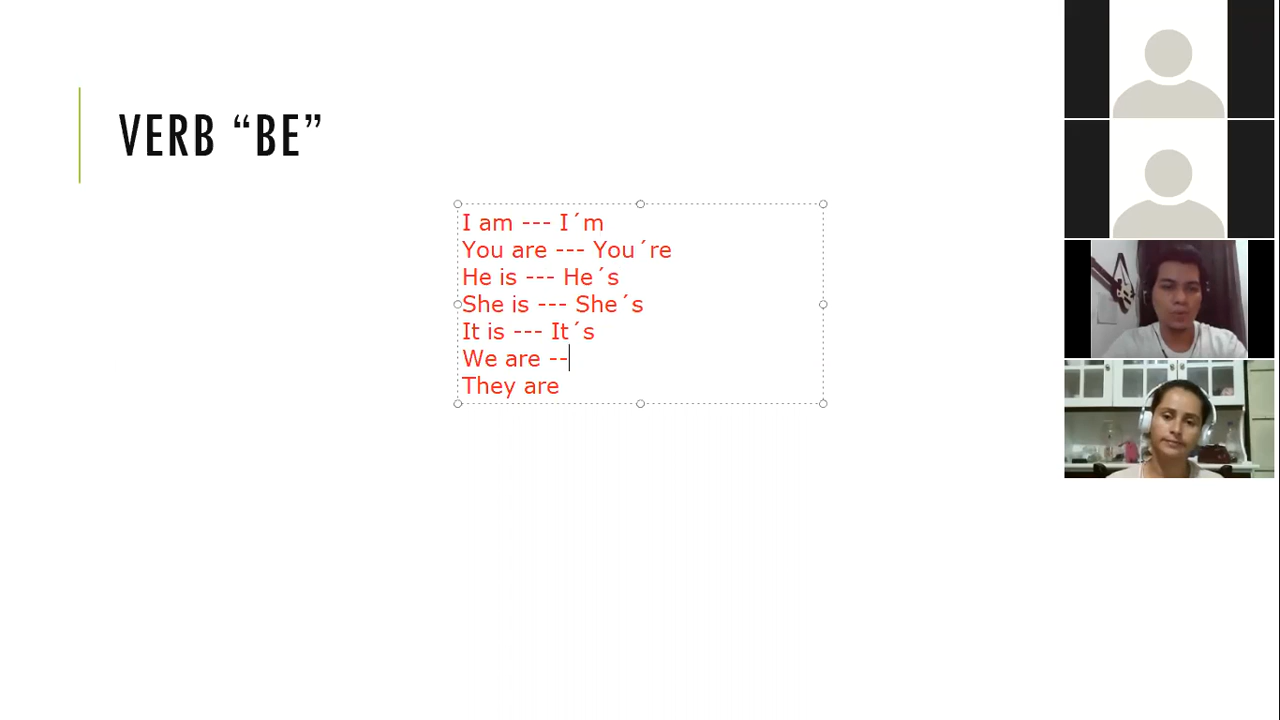 VERB “BE”
I am --- I´m
You are --- You´re
He is --- He´s
She is --- She´s
It is --- It´s
We are --
They are